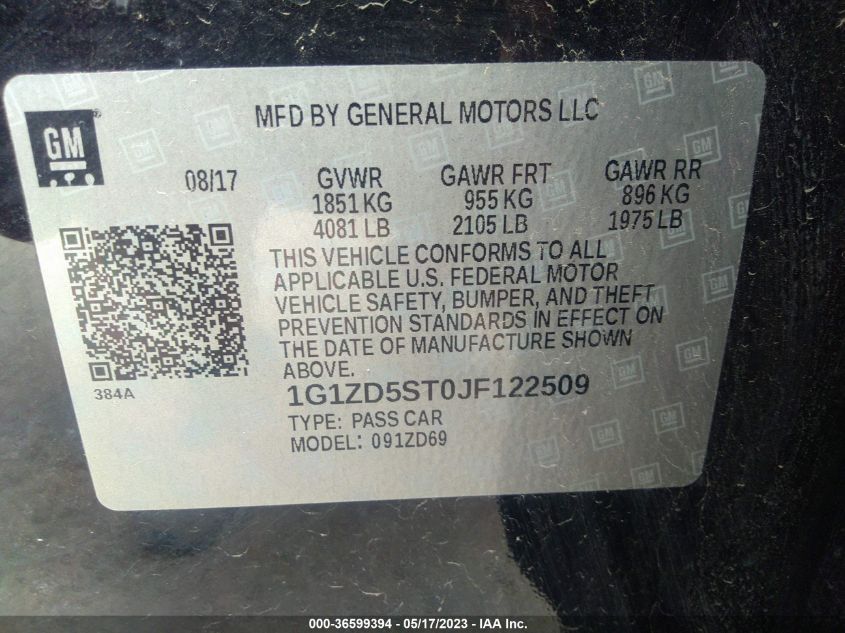 GM
MFD BY GENERAL MOTORS LLC
08/17 GVWR GAWR FRT GAWR RR
1851 KG 955 KG 896 KG
4081 LB 2105 LB 1975 LB
THIS VEHICLE CONFORMS TO ALL
APPLICABLE U.S. FEDERAL MOTOR
VEHICLE SAFETY, BUMPER, AND THEFT
PREVENTION STANDARDS IN EFFECT ON
THE DATE OF MANUFACTURE SHOWN
ABOVE.
384A
1G1ZD5ST0JF122509
TYPE: PASS CAR
MODEL: 091ZD69
000-36599394 - 05/17/2023 - IAA Inc.